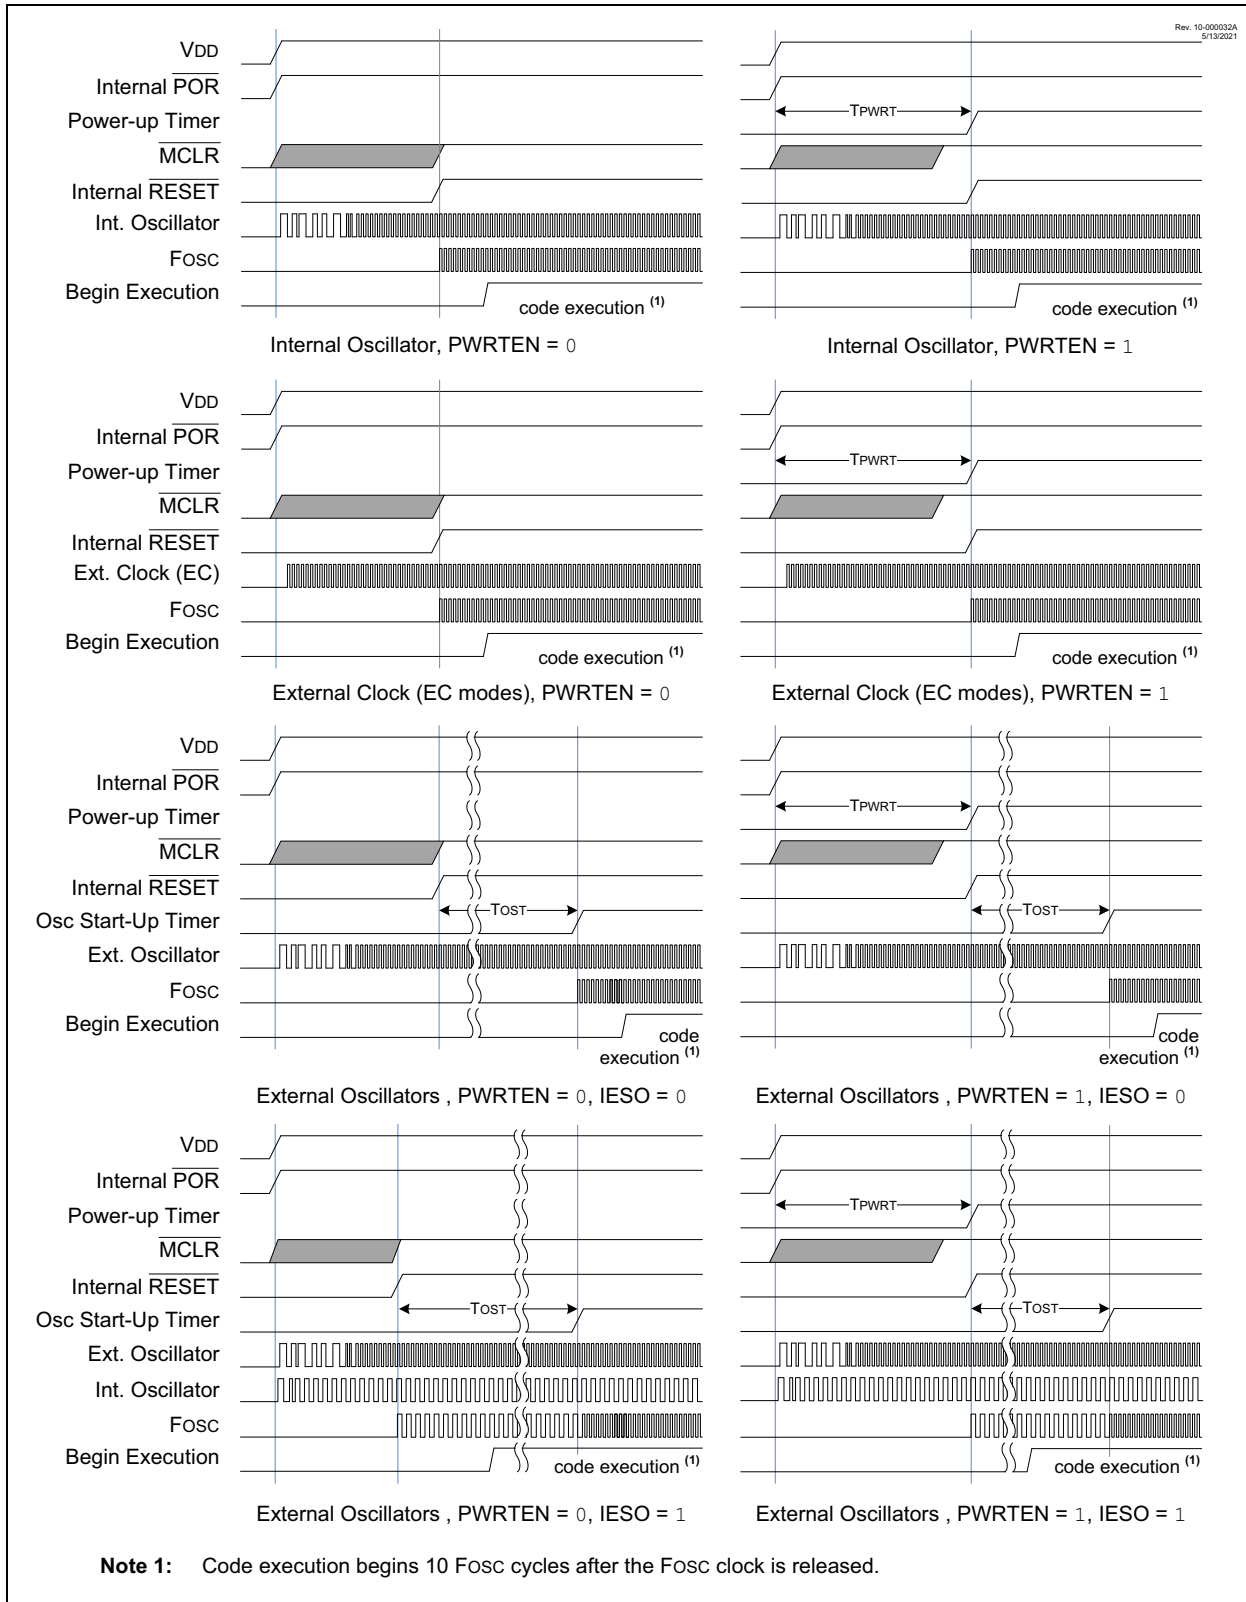 Rev. 10-000032A
5/13/2021
VDD
Internal POR
Power-up Timer
MCLR
Internal RESET
Int. Oscillator
FOSC
Begin Execution
code execution (1)
Internal Oscillator, PWRTEN = 0
TPWRT
code execution (1)
Internal Oscillator, PWRTEN = 1
VDD
Internal POR
Power-up Timer
MCLR
Internal RESET
Ext. Clock (EC)
FOSC
Begin Execution
code execution (1)
External Clock (EC modes), PWRTEN = 0
TPWRT
code execution (1)
External Clock (EC modes), PWRTEN = 1
VDD
Internal POR
Power-up Timer
MCLR
Internal RESET
Osc Start-Up Timer
Ext. Oscillator
FOSC
Begin Execution
TOST
code
execution (1)
External Oscillators , PWRTEN = 0, IESO = 0
TPWRT
TOST
code
execution (1)
External Oscillators , PWRTEN = 1, IESO = 0
VDD
Internal POR
Power-up Timer
MCLR
Internal RESET
Osc Start-Up Timer
Ext. Oscillator
Int. Oscillator
FOSC
Begin Execution
TOST
code execution (1)
External Oscillators , PWRTEN = 0, IESO = 1
TPWRT
TOST
code execution (1)
External Oscillators , PWRTEN = 1, IESO = 1
Note 1: Code execution begins 10 FOSC cycles after the FOSC clock is released.